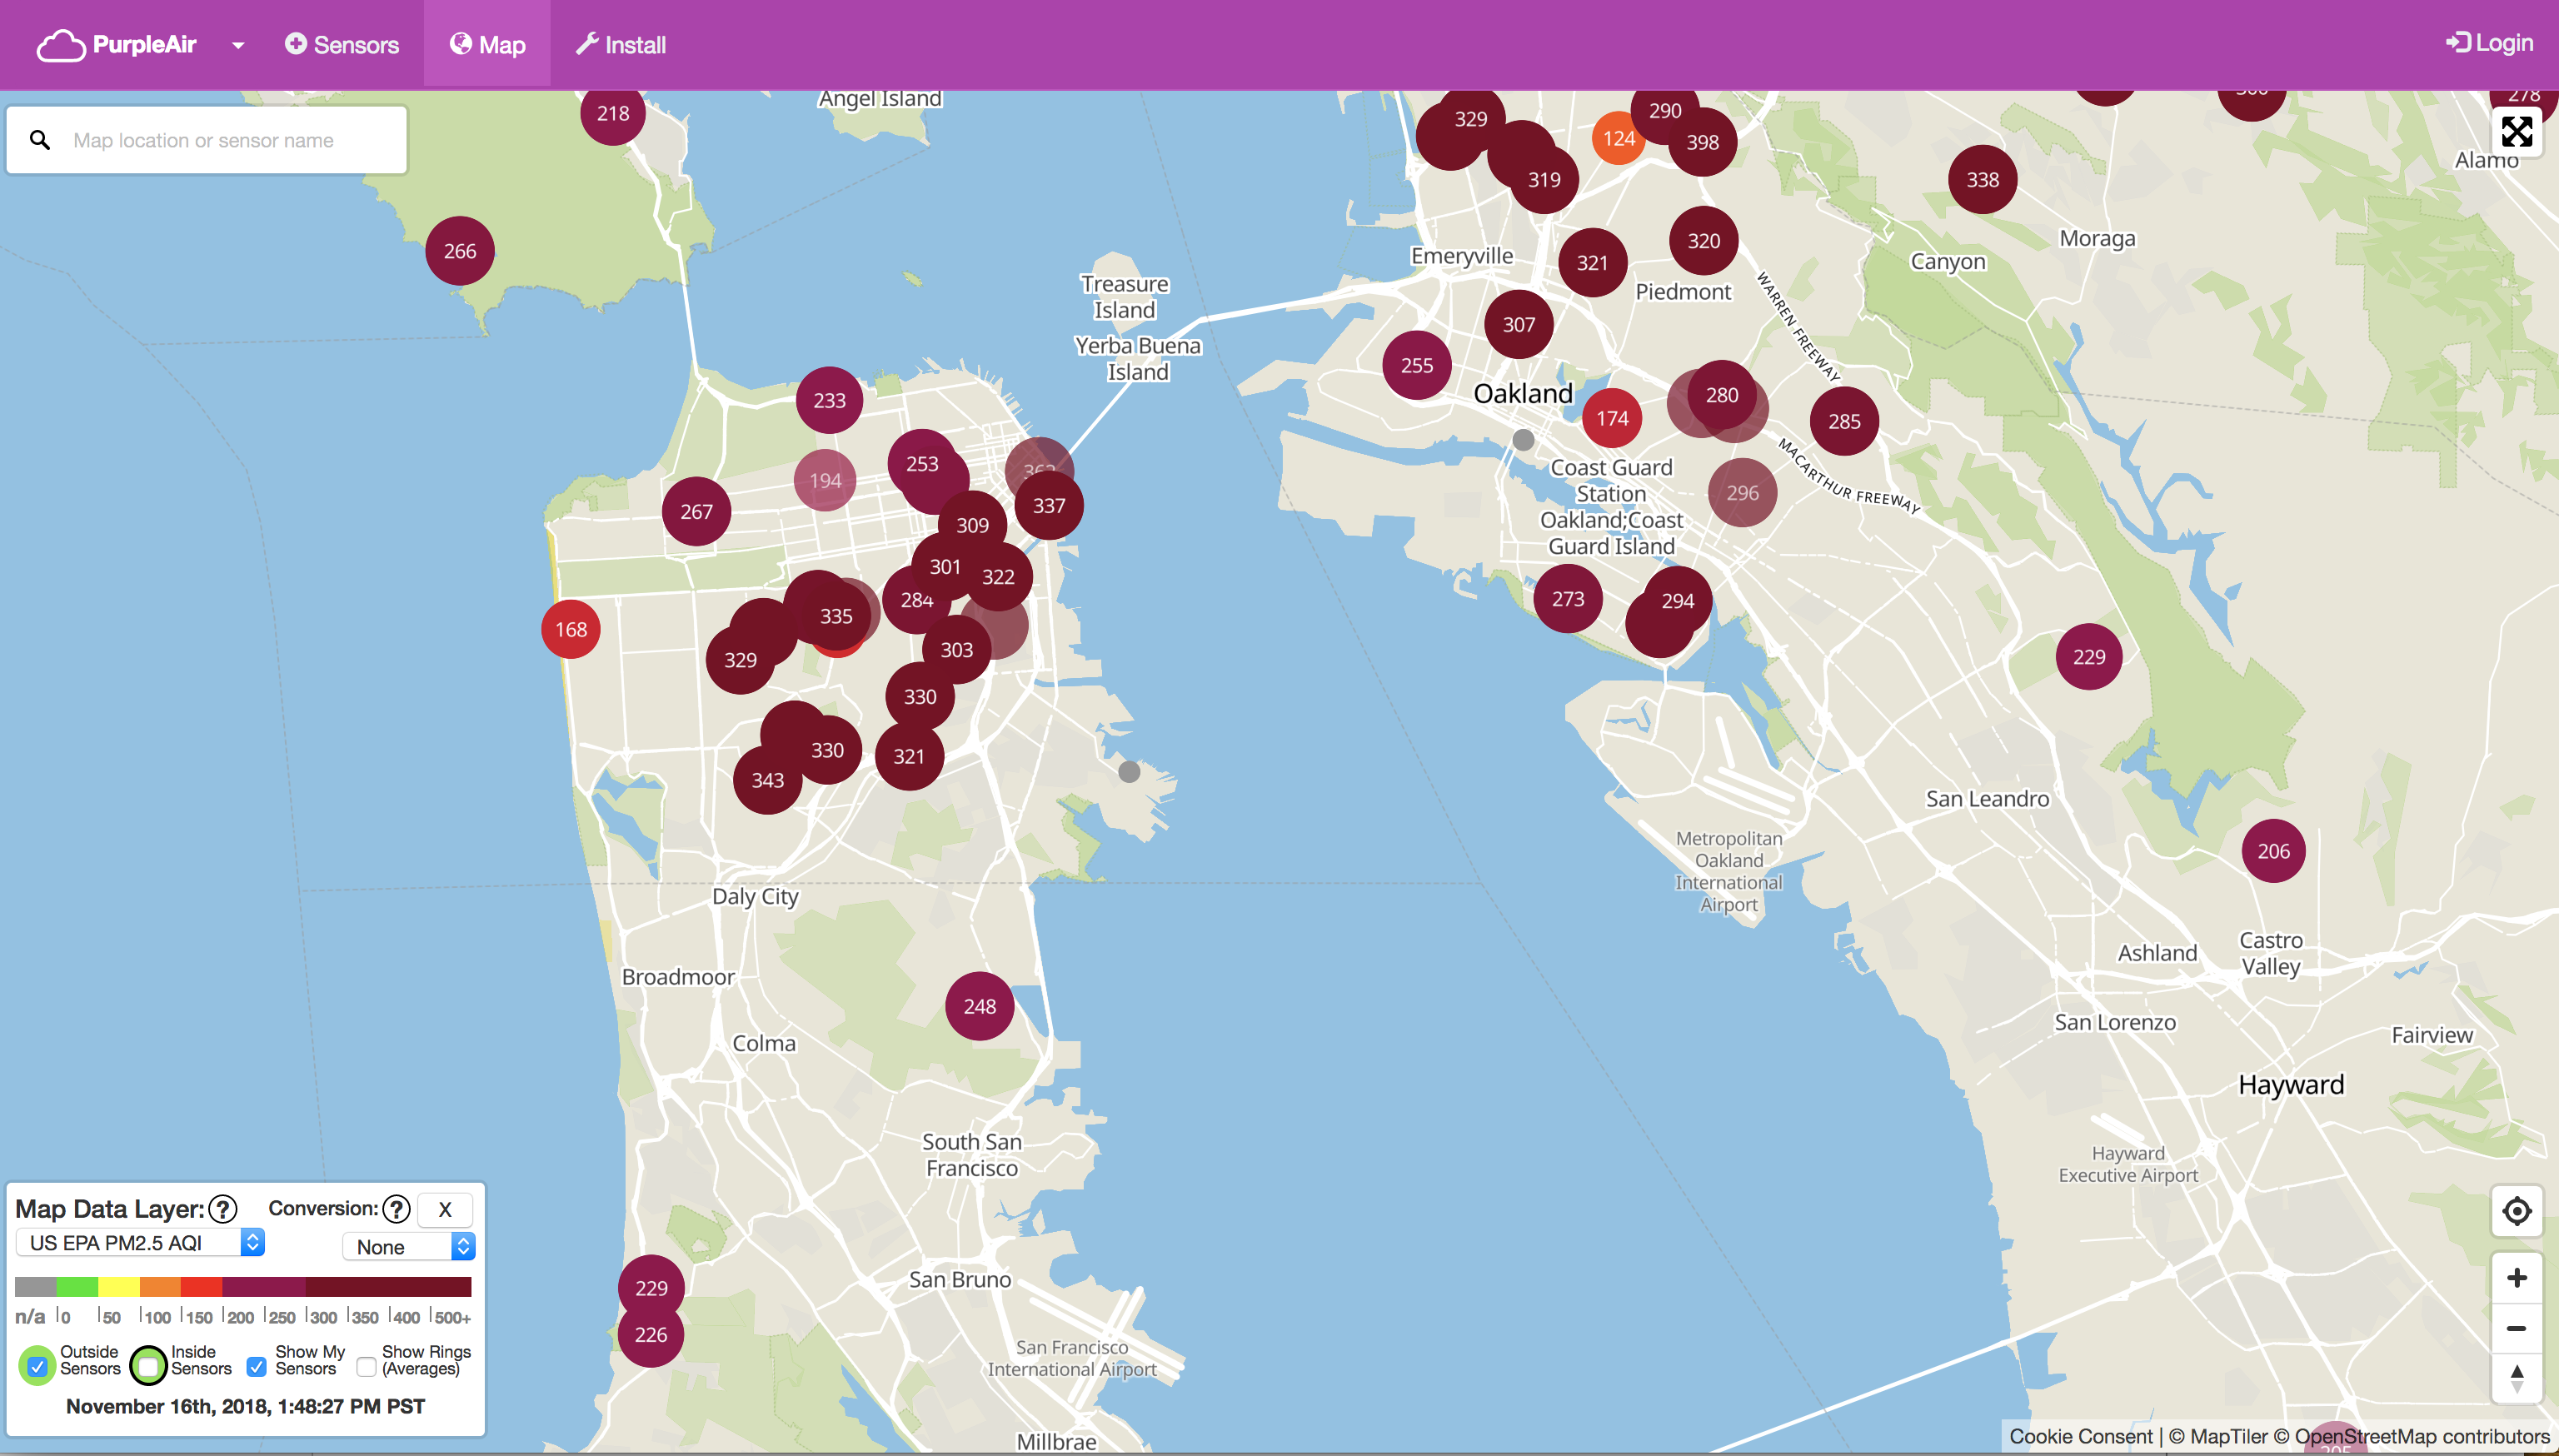 PurpleAir
Sensors
Map
Install
Login
Map location or sensor name
Angel Island
218
329
290
124
398
319
278
338
Alamo
266
Emeryville
321
320
Moraga
Canyon
Treasure
Island
Piedmont
WARREN FREEWAY
307
Yerba Buena
Island
255
Oakland
233
174
280
285
MACARTHUR FREEWAY
253
194
362
337
267
309
Coast Guard
Station
Oakland;Coast
Guard Island
296
301
322
284
335
168
303
329
330
273
294
229
330
321
343
San Leandro
Metropolitan
Oakland
International
Airport
206
Daly City
Broadmoor
Ashland
Castro
Valley
248
Colma
San Lorenzo
Fairview
Hayward
South San
Francisco
Hayward
Executive Airport
229
226
San Bruno
San Francisco
International Airport
Millbrae
Map Data Layer: ?
Conversion: ?
X
US EPA PM2.5 AQI
None
n/a |0 |50 |100 |150 |200 |250 |300 |350 |400 |500+
Outside
Sensors
Inside
Sensors
Show My
Sensors
Show Rings
(Averages)
November 16th, 2018, 1:48:27 PM PST
Cookie Consent | © MapTiler © OpenStreetMap contributors